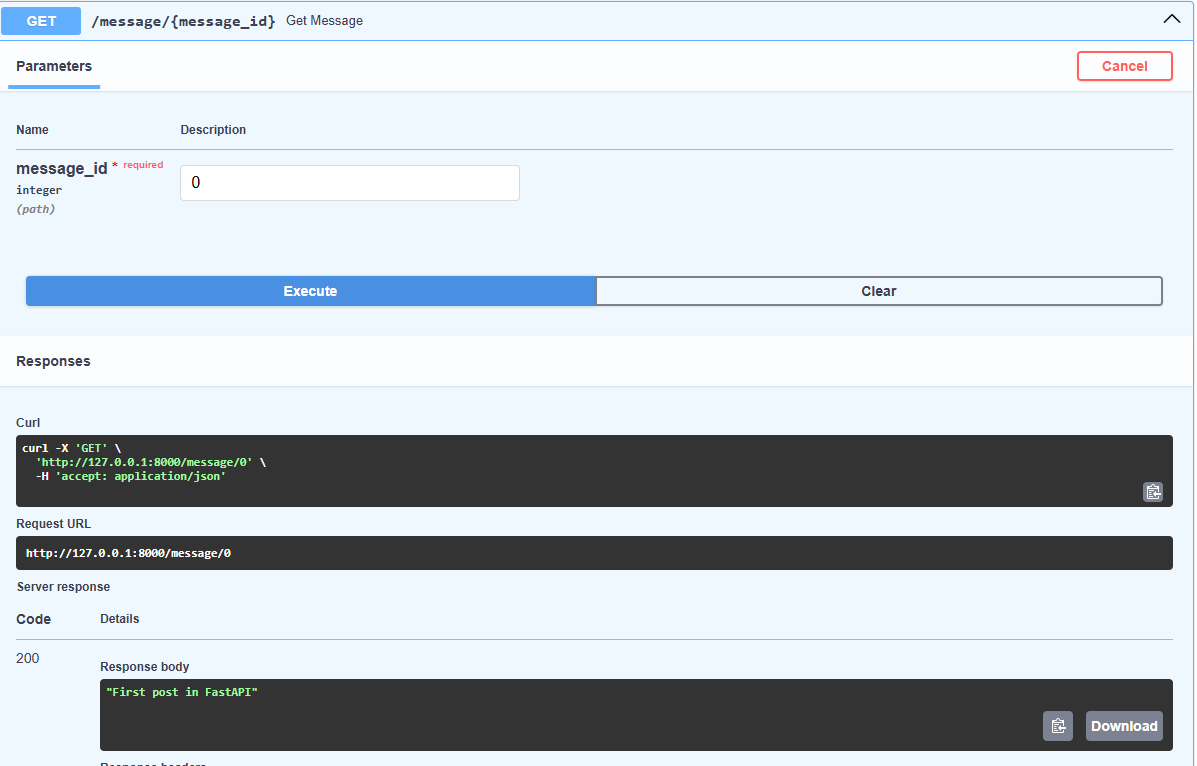 GET /message/{message_id} Get Message
Parameters Cancel
Name Description
message_id * required 0
integer
(path)
Execute Clear
Responses
Curl
curl -X 'GET' \
'http://127.0.0.1:8000/message/0' \
-H 'accept: application/json'
Request URL
http://127.0.0.1:8000/message/0
Server response
Code Details
200
Response body
"First post in FastAPI"
Download
Response headers